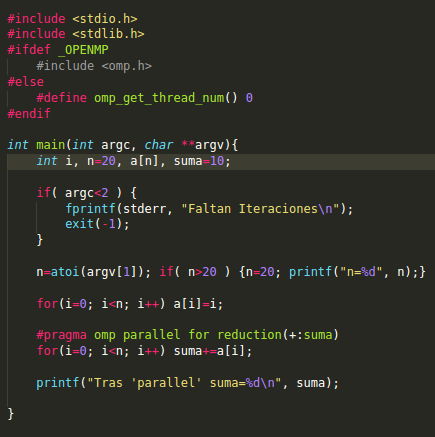 #include <stdio.h>
#include <stdlib.h>
#ifdef _OPENMP
#include <omp.h>
#else
#define omp_get_thread_num() 0
#endif
int main(int argc, char **argv){
int i, n=20, a[n], suma=10;
if( argc<2 ) {
fprintf(stderr, "Faltan Iteraciones\n");
exit(-1);
}
n=atoi(argv[1]); if( n>20 ) {n=20; printf("n=%d", n);}
for(i=0; i<n; i++) a[i]=i;
#pragma omp parallel for reduction(+:suma)
for(i=0; i<n; i++) suma+=a[i];
printf("Tras 'parallel' suma=%d\n", suma);
}